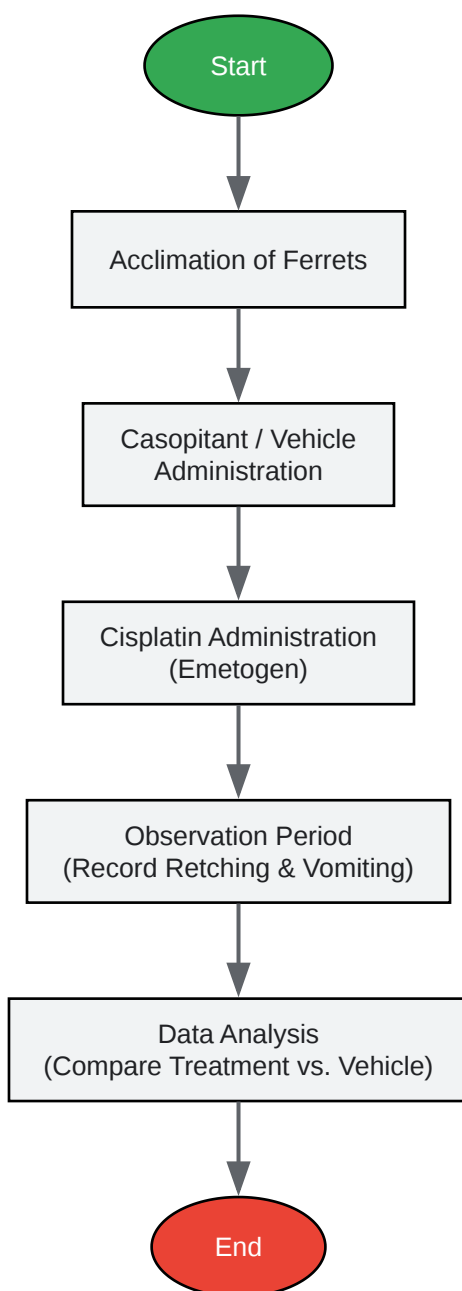 Start
Acclimation of Ferrets
Casopitant / Vehicle
Administration
Cisplatin Administration
(Emetogen)
Observation Period
(Record Retching & Vomiting)
Data Analysis
(Compare Treatment vs. Vehicle)
End